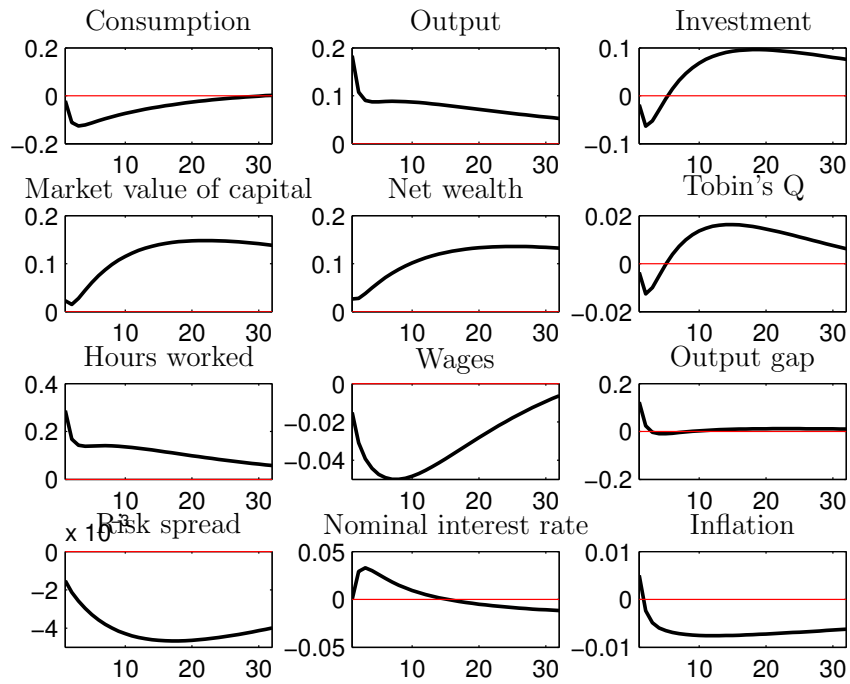 Consumption Output Investment
0.2 0.2 0.1
0 0.1 0
−0.2 0 −0.1
10 20 30 10 20 30 10 20 30
Market value of capital Net wealth Tobin's Q
0.2 0.2 0.02
0.1 0.1 0
0 0 −0.02
10 20 30 10 20 30 10 20 30
Hours worked Wages Output gap
0.4 0 0.2
0.2 −0.02 0
0 −0.04 −0.2
10 20 30 10 20 30 10 20 30
x 10⁻³ Risk spread Nominal interest rate Inflation
0 0.05 0.01
−2 0 0
−4 −0.05 −0.01
10 20 30 10 20 30 10 20 30